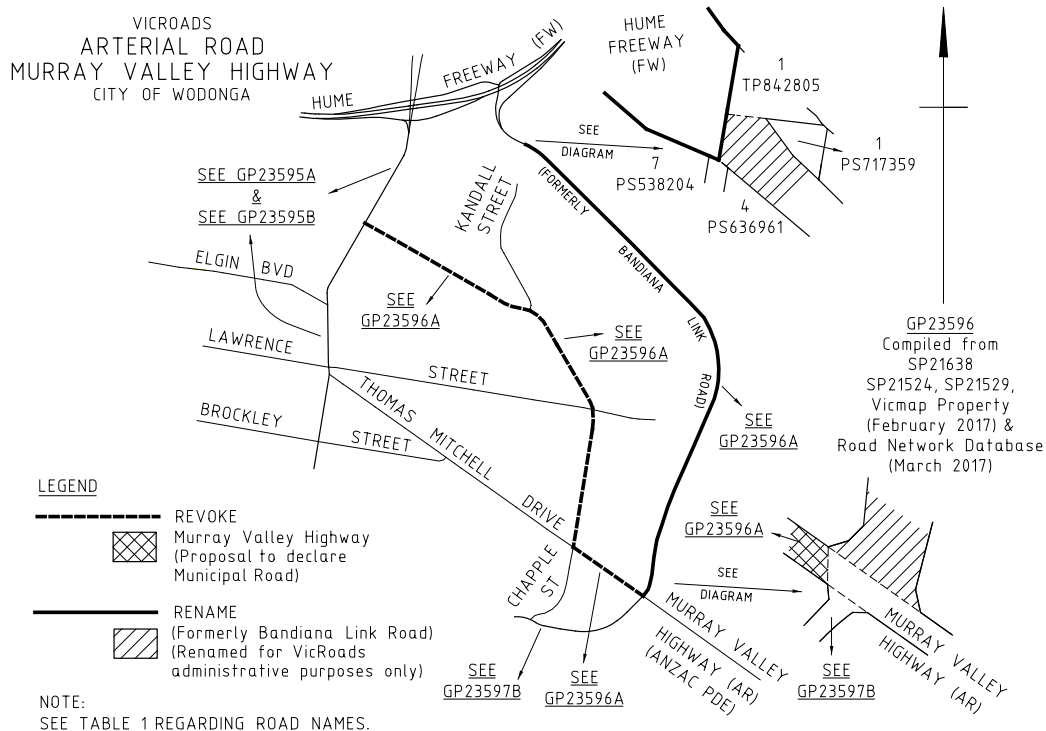 VICROADS
ARTERIAL ROAD
MURRAY VALLEY HIGHWAY
CITY OF WODONGA
HUME
FREEWAY
(FW)
HUME
FREEWAY
(FW)
1
TP842805
1
PS717359
SEE
DIAGRAM
7
PS538204
4
PS636961
SEE GP23595A
&
SEE GP23595B
KANDALL
STREET
(FORMERLY
BANDIANA
LINK
ROAD)
ELGIN BVD
SEE
GP23596A
SEE
GP23596A
LAWRENCE
STREET
THOMAS
MITCHELL
DRIVE
BROCKLEY
STREET
SEE
GP23596A
GP23596
Compiled from
SP21638
SP21524, SP21529,
Vicmap Property
(February 2017) &
Road Network Database
(March 2017)
LEGEND
REVOKE
Murray Valley Highway
(Proposal to declare
Municipal Road)
RENAME
(Formerly Bandiana Link Road)
(Renamed for VicRoads
administrative purposes only)
NOTE:
SEE TABLE 1 REGARDING ROAD NAMES.
CHAPPLE
ST
SEE
GP23597B
SEE
GP23596A
MURRAY VALLEY
HIGHWAY (AR)
(ANZAC PDE)
SEE
DIAGRAM
SEE
GP23596A
SEE
GP23597B
MURRAY VALLEY
HIGHWAY (AR)